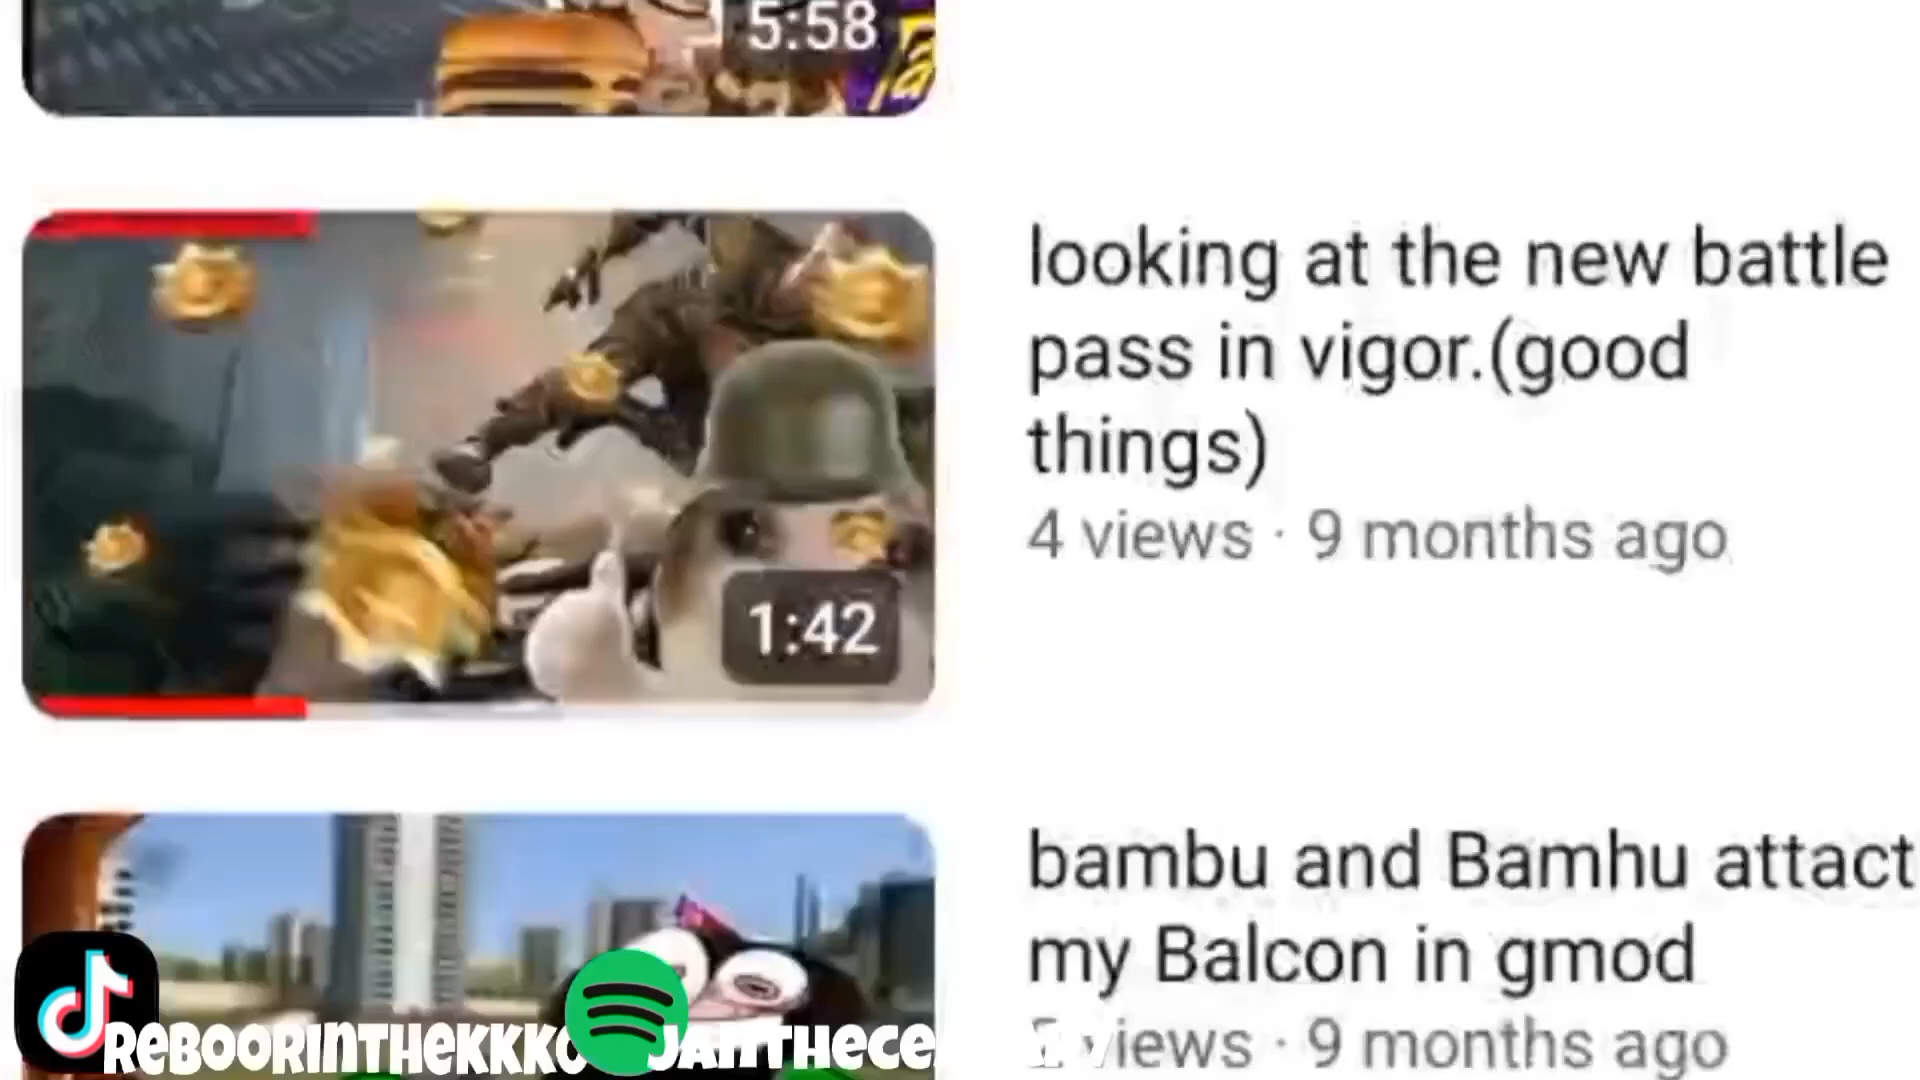 5:58
looking at the new battle
pass in vigor.(good
things)
4 views · 9 months ago
1:42
bambu and Bamhu attact
my Balcon in gmod
views · 9 months ago
REBOORINTHEKKKO